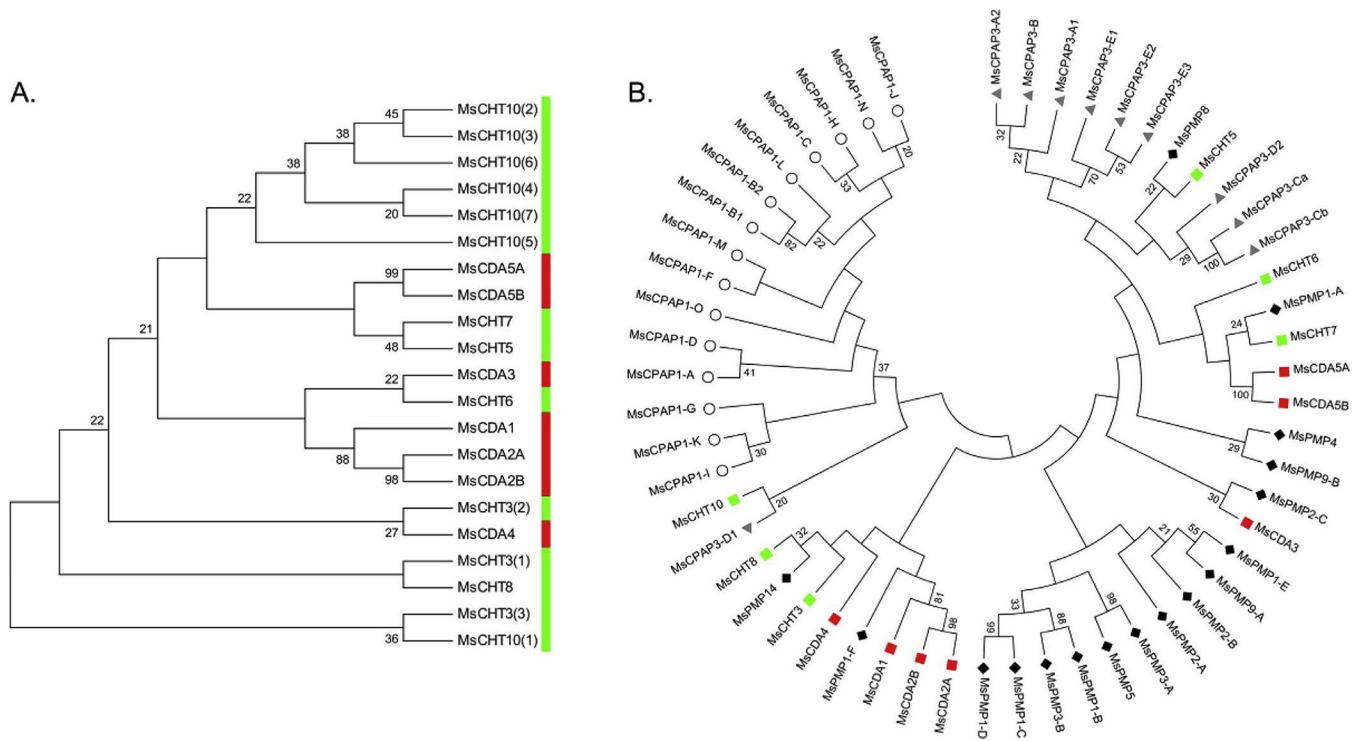 A.
45
MsCHT10(2)
MsCHT10(3)
38
MsCHT10(6)
38
MsCHT10(4)
20
MsCHT10(7)
22
MsCHT10(5)
99
MsCDA5A
MsCDA5B
21
MsCHT7
48
MsCHT5
22
MsCDA3
MsCHT6
22
MsCDA1
88
MsCDA2A
98
MsCDA2B
MsCHT3(2)
27
MsCDA4
MsCHT3(1)
MsCHT8
MsCHT3(3)
36
MsCHT10(1)
B.
MsCPAP3-A2
MsCPAP3-B
MsCPAP3-A1
MsCPAP3-E1
MsCPAP3-E2
MsCPAP3-E3
MsPMP8
MsCHT5
MsCPAP3-D2
MsCPAP3-Ca
MsCPAP3-Cb
MsCHT6
MsPMP1-A
MsCHT7
MsCDA5A
MsCDA5B
MsPMP4
MsPMP9-B
MsPMP2-C
MsCDA3
MsPMP1-E
MsPMP9-A
MsPMP2-B
MsPMP2-A
MsPMP3-A
MsPMP5
MsPMP1-B
MsPMP3-B
MsPMP1-C
MsPMP1-D
MsCDA2A
MsCDA2B
MsCDA1
MsPMP1-F
MsCDA4
MsCHT3
MsPMP14
MsCHT8
MsCPAP3-D1
MsCHT10
MsCPAP1-I
MsCPAP1-K
MsCPAP1-G
MsCPAP1-A
MsCPAP1-D
MsCPAP1-O
MsCPAP1-F
MsCPAP1-M
MsCPAP1-B1
MsCPAP1-B2
MsCPAP1-L
MsCPAP1-C
MsCPAP1-H
MsCPAP1-N
MsCPAP1-J
32
22
70
53
22
29
100
24
100
29
30
55
21
98
88
33
66
98
81
32
20
30
37
41
82
22
33
20